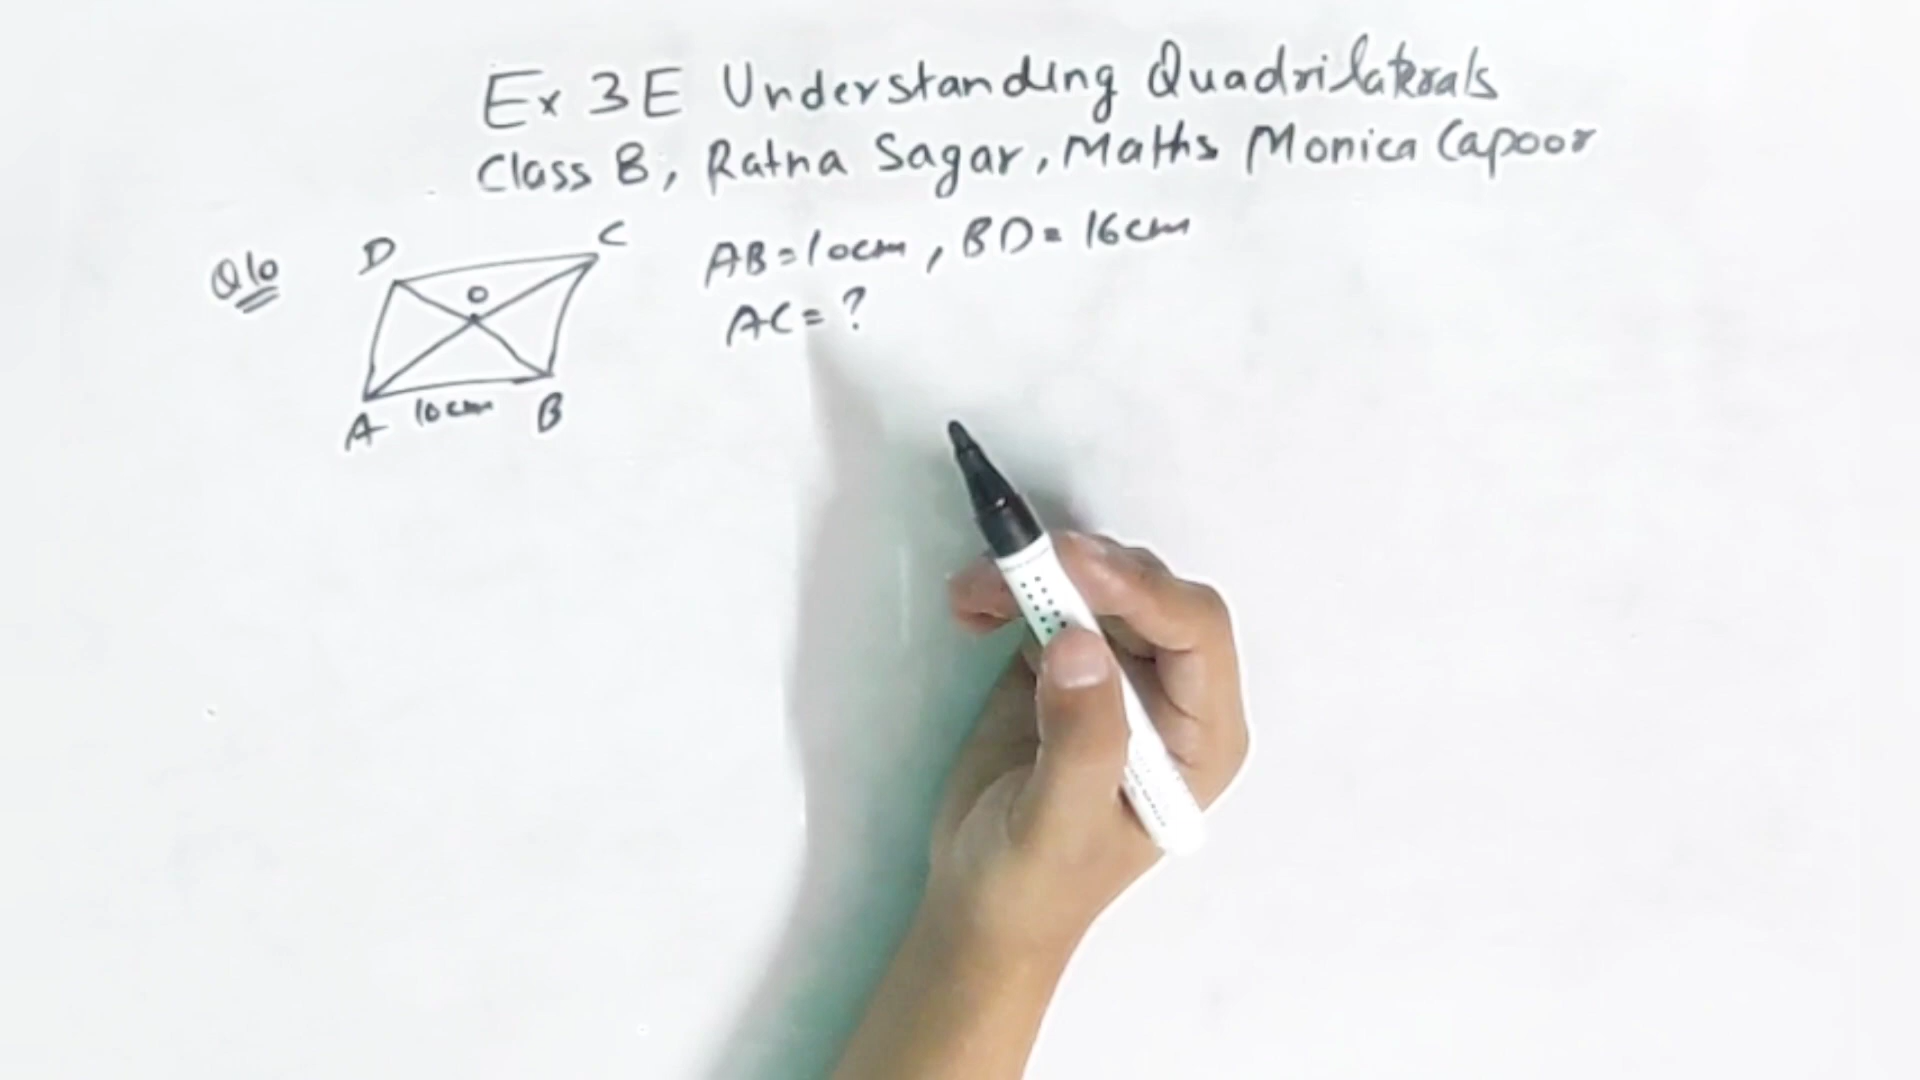 Ex 3E Understanding Quadrilaterals
Class 8, Ratna Sagar, Maths Monica Capoor
Q10
D C
O
A 10cm B
AB=10cm, BD=16cm
AC=?